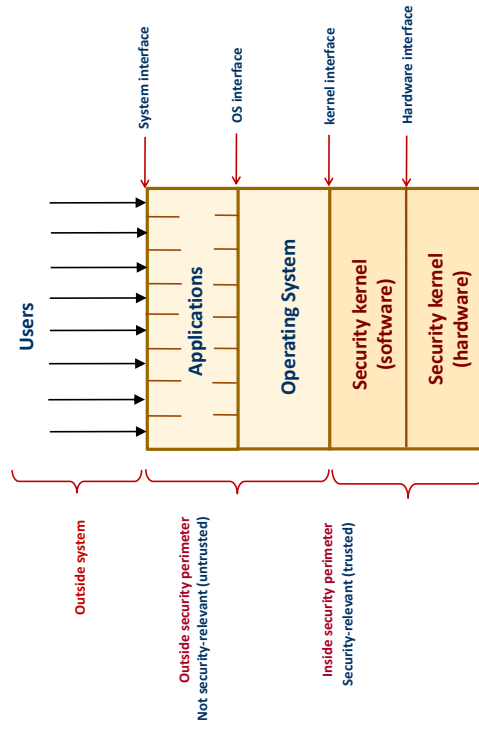 Users
System interface
OS interface
kernel interface
Hardware interface
Applications
Operating System
Security kernel
(software)
Security kernel
(hardware)
Outside system
Outside security perimeter
Not security-relevant (untrusted)
Inside security perimeter
Security-relevant (trusted)